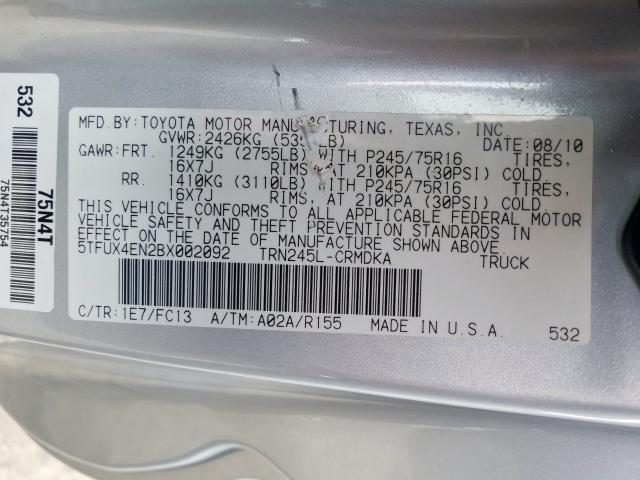 532
75N4T
75N4T135754
MFD.BY:TOYOTA MOTOR MANUFACTURING, TEXAS, INC
GVWR:2426KG DATE:08/10
GAWR:FRT. 1249KG (2755LB) WITH P245/75R16 TIRES,
16X7J RIMS, AT 210KPA (30PSI) COLD
RR. 1410KG (3110LB) WITH P245/75R16 TIRES,
16X7J RIMS, AT 210KPA (30PSI) COLD
THIS VEHICLE CONFORMS TO ALL APPLICABLE FEDERAL MOTOR
VEHICLE SAFETY AND THEFT PREVENTION STANDARDS IN
EFFECT ON THE DATE OF MANUFACTURE SHOWN ABOVE.
5TFUX4EN2BX002092 TRN245L-CRMDKA TRUCK
C/TR:1E7/FC13 A/TM:A02A/R155 MADE IN U.S.A. 532